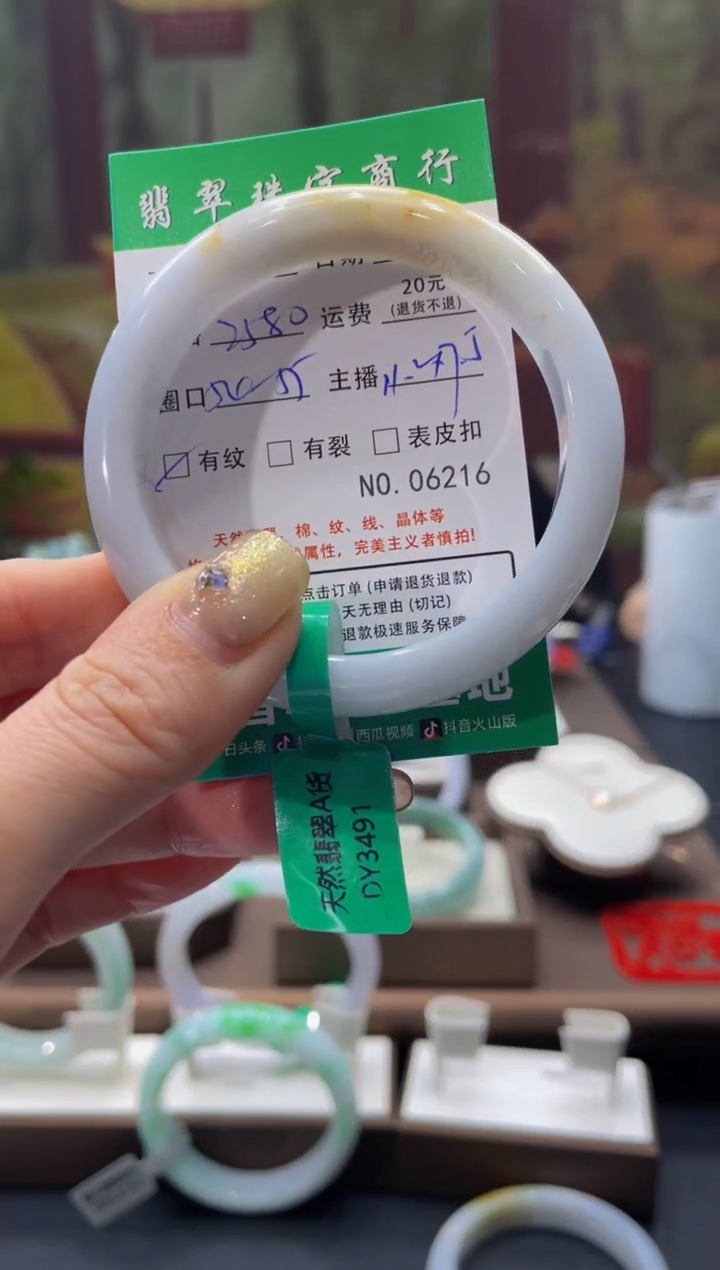 翡翠珠宝商行
日期
2580 运费 20元
(退货不退)
圈口 主播
☑ 有纹 □ 有裂 □ 表皮扣
NO. 06216
棉、纹、线、晶体等
属性，完美主义者慎拍!
点击订单 (申请退货退款)
天无理由 (切记)
退款极速服务保障
地
日头条 西瓜视频 抖音火山版
天然翡翠A货
DY3491